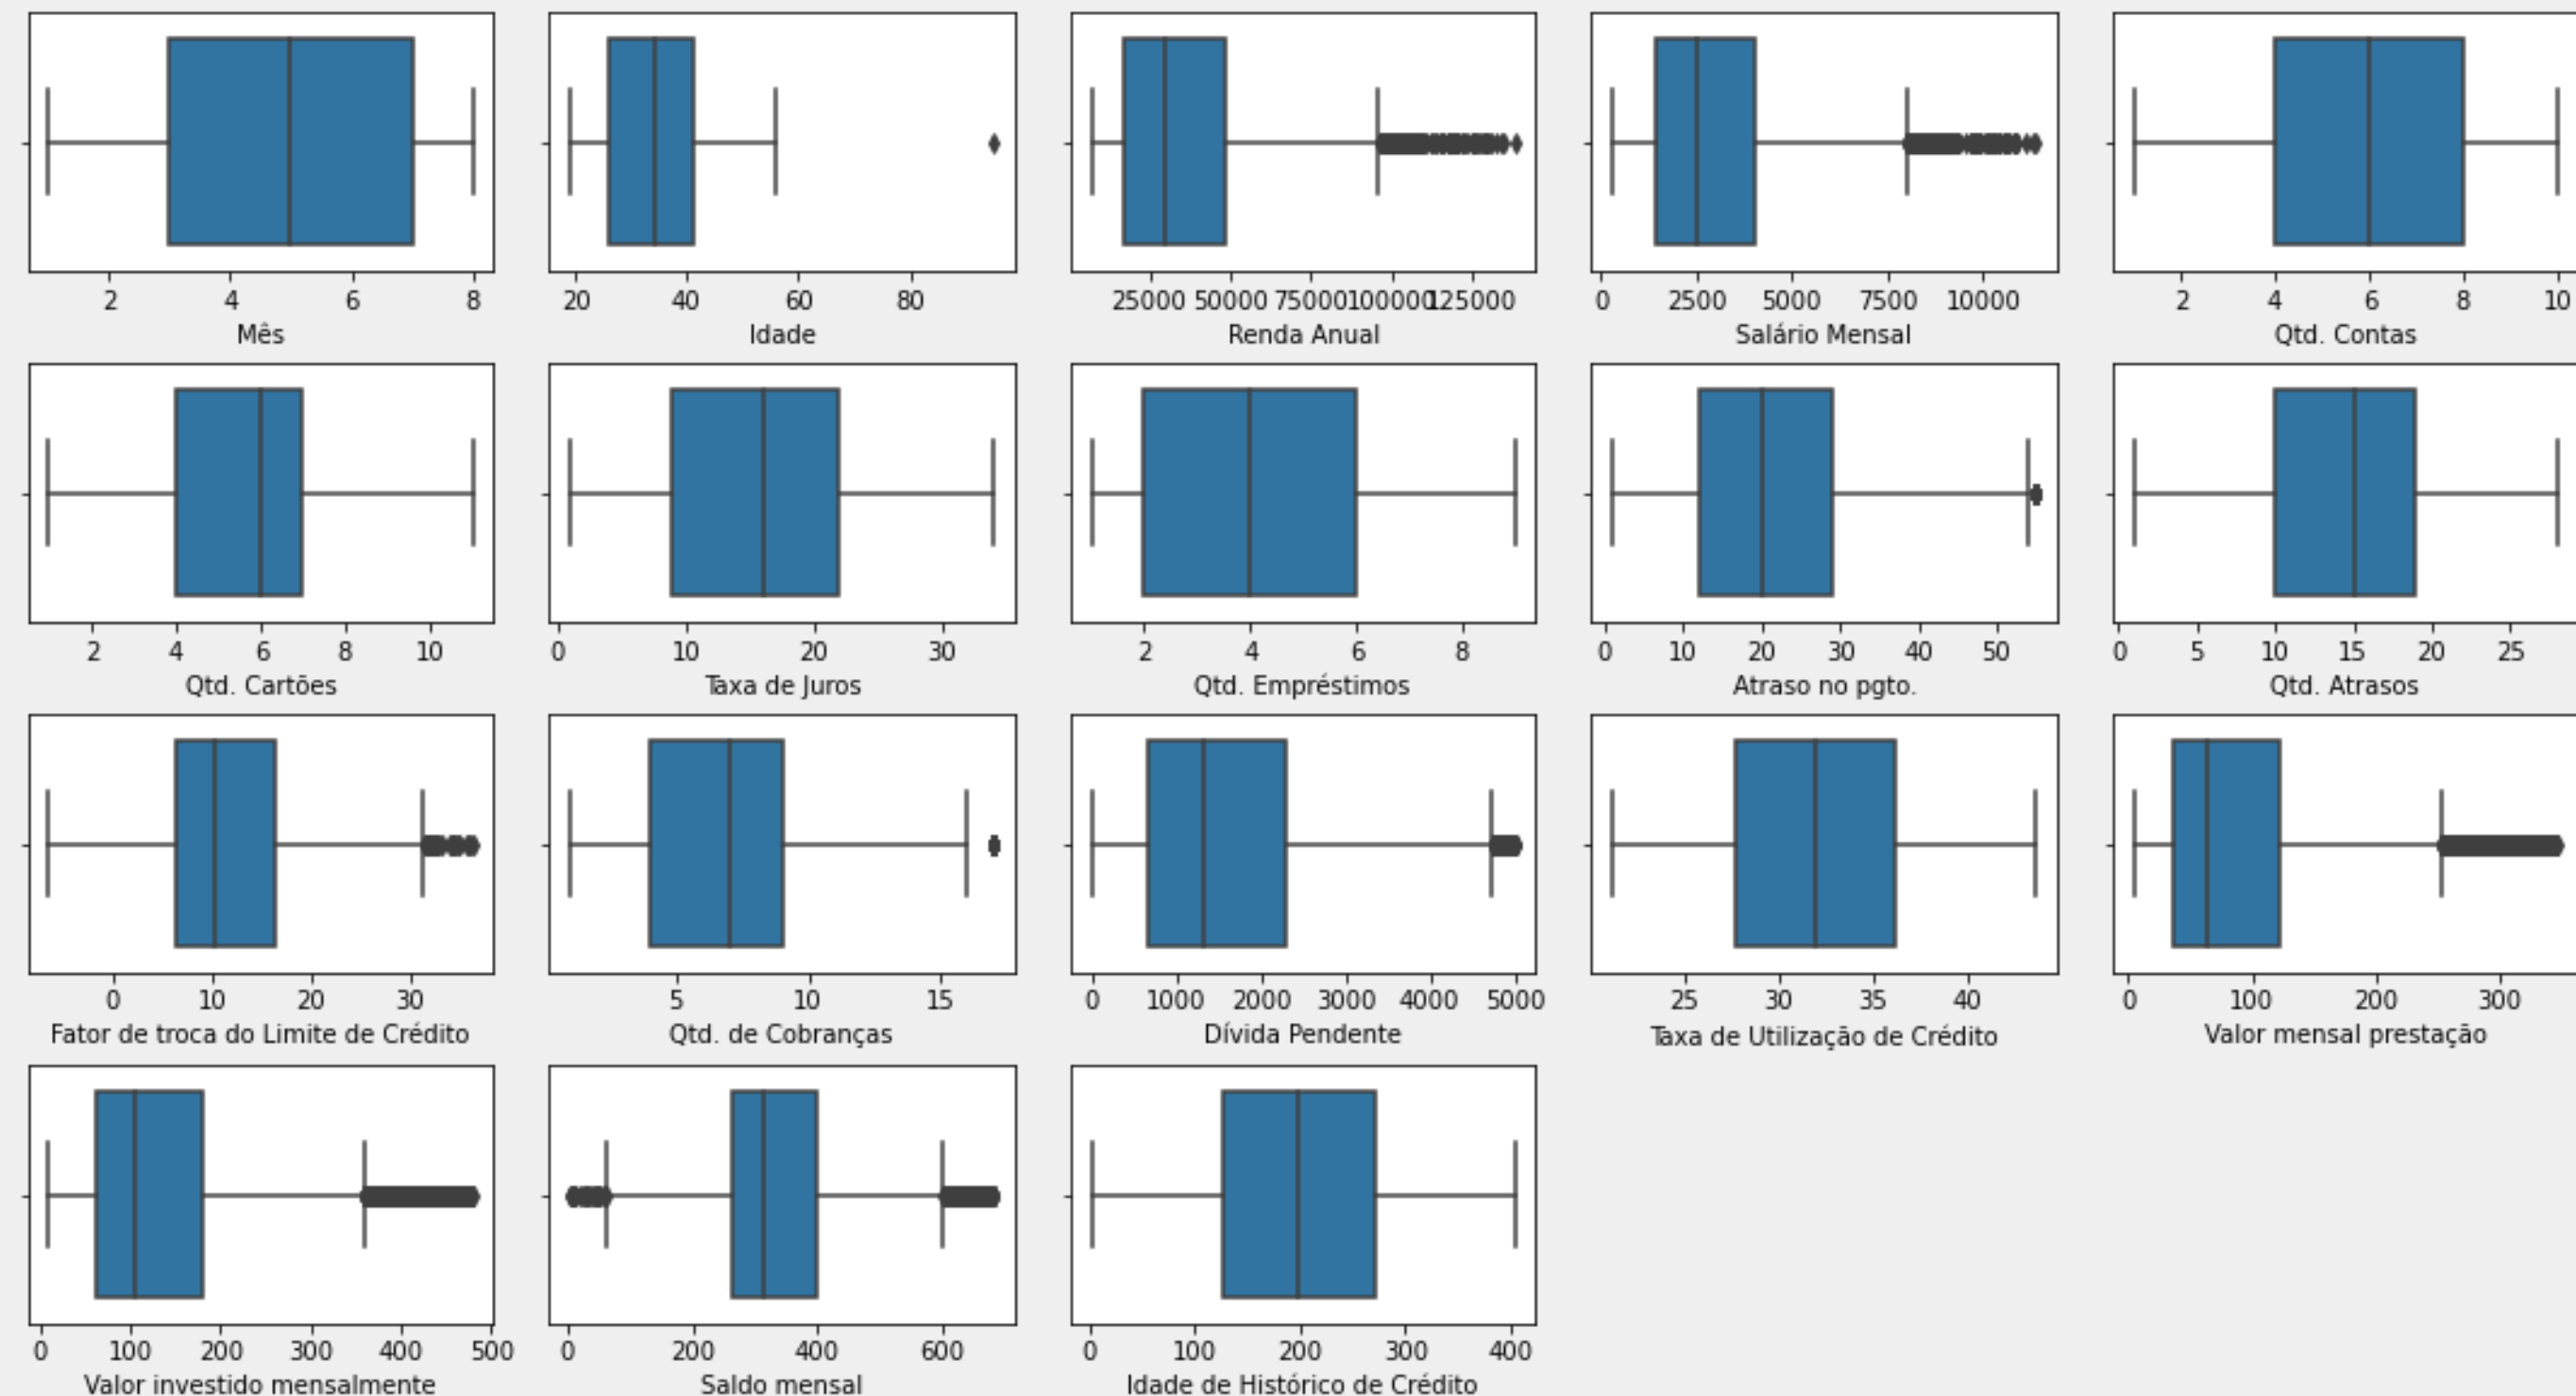 2 4 6 8
Mês
20 40 60 80
Idade
25000 50000 75000 100000 125000
Renda Anual
0 2500 5000 7500 10000
Salário Mensal
2 4 6 8 10
Qtd. Contas
2 4 6 8 10
Qtd. Cartões
0 10 20 30
Taxa de Juros
2 4 6 8
Qtd. Empréstimos
0 10 20 30 40 50
Atraso no pgto.
0 5 10 15 20 25
Qtd. Atrasos
0 10 20 30
Fator de troca do Limite de Crédito
5 10 15
Qtd. de Cobranças
0 1000 2000 3000 4000 5000
Dívida Pendente
25 30 35 40
Taxa de Utilização de Crédito
0 100 200 300
Valor mensal prestação
0 100 200 300 400 500
Valor investido mensalmente
0 200 400 600
Saldo mensal
0 100 200 300 400
Idade de Histórico de Crédito